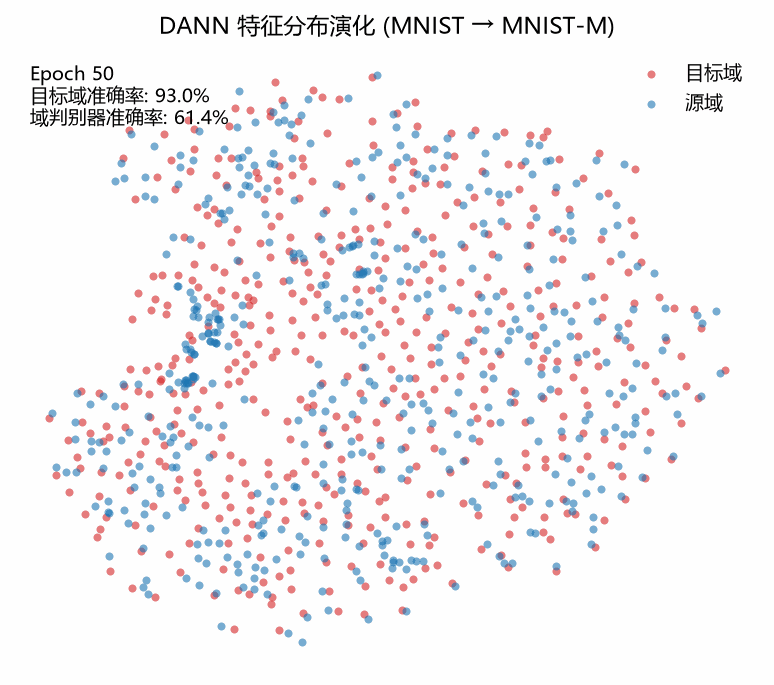 DANN 特征分布演化 (MNIST → MNIST-M)
Epoch 50
目标域准确率: 93.0%
域判别器准确率: 61.4%
目标域
源域